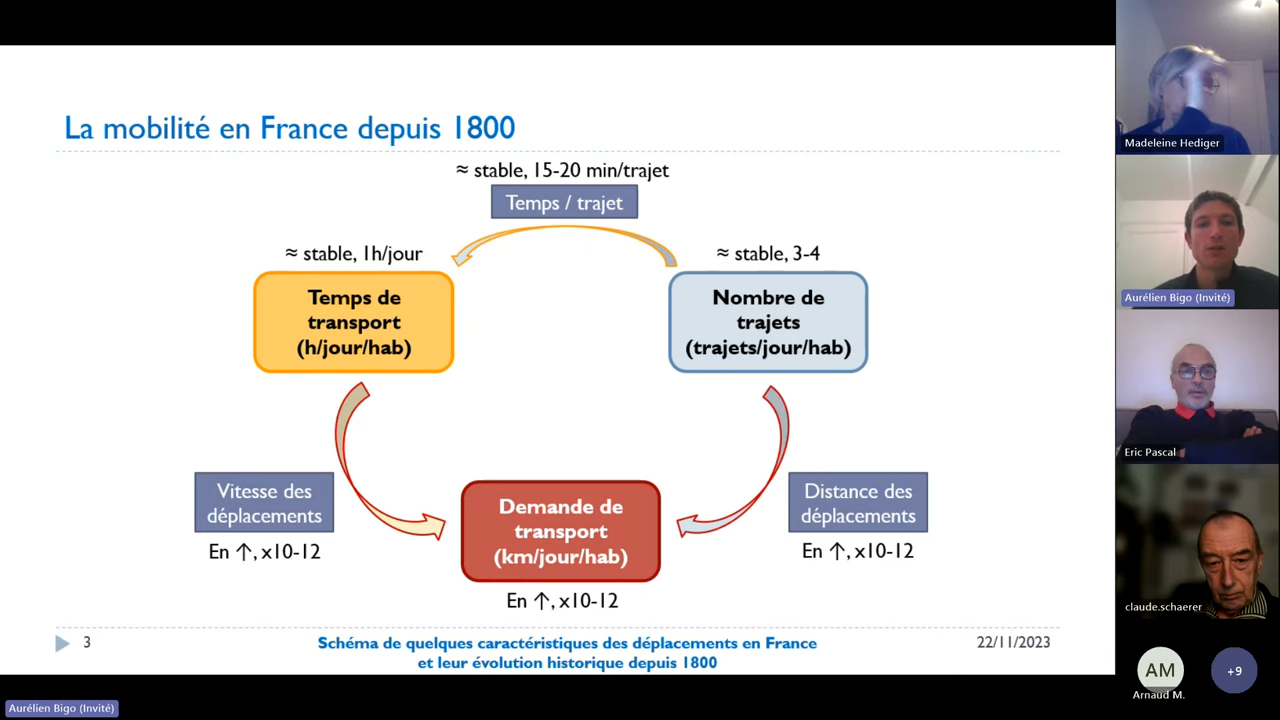 La mobilité en France depuis 1800
≈ stable, 15-20 min/trajet
Temps / trajet
≈ stable, 1h/jour
≈ stable, 3-4
Temps de
transport
(h/jour/hab)
Nombre de
trajets
(trajets/jour/hab)
Vitesse des
déplacements
En ↑, x10-12
Demande de
transport
(km/jour/hab)
En ↑, x10-12
Distance des
déplacements
En ↑, x10-12
3
Schéma de quelques caractéristiques des déplacements en France
et leur évolution historique depuis 1800
22/11/2023
Madeleine Hediger
Aurélien Bigo (Invité)
Eric Pascal
claude.schaerer
AM
Arnaud M.
+9
Aurélien Bigo (Invité)